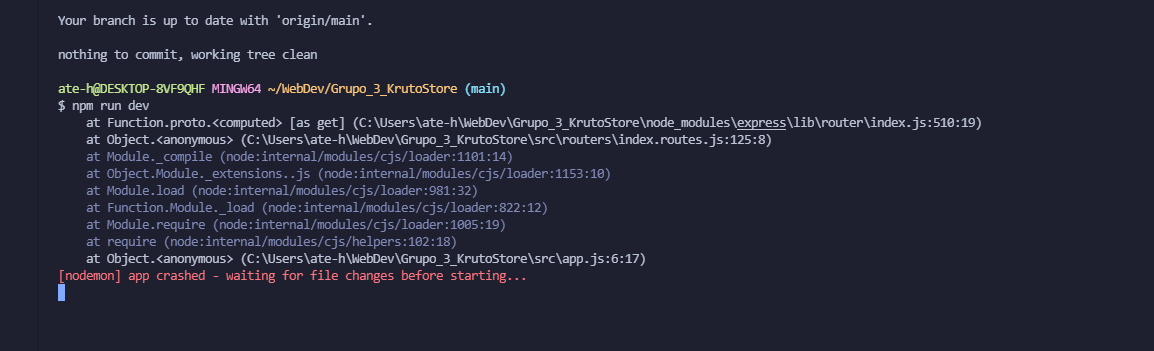 Your branch is up to date with 'origin/main'.
nothing to commit, working tree clean
ate-h@DESKTOP-8VF9QHF MINGW64 ~/WebDev/Grupo_3_KrutoStore (main)
$ npm run dev
at Function.proto.<computed> [as get] (C:\Users\ate-h\WebDev\Grupo_3_KrutoStore\node_modules\express\lib\router\index.js:510:19)
at Object.<anonymous> (C:\Users\ate-h\WebDev\Grupo_3_KrutoStore\src\routers\index.routes.js:125:8)
at Module._compile (node:internal/modules/cjs/loader:1101:14)
at Object.Module._extensions..js (node:internal/modules/cjs/loader:1153:10)
at Module.load (node:internal/modules/cjs/loader:981:32)
at Function.Module._load (node:internal/modules/cjs/loader:822:12)
at Module.require (node:internal/modules/cjs/loader:1005:19)
at require (node:internal/modules/cjs/helpers:102:18)
at Object.<anonymous> (C:\Users\ate-h\WebDev\Grupo_3_KrutoStore\src\app.js:6:17)
[nodemon] app crashed - waiting for file changes before starting...